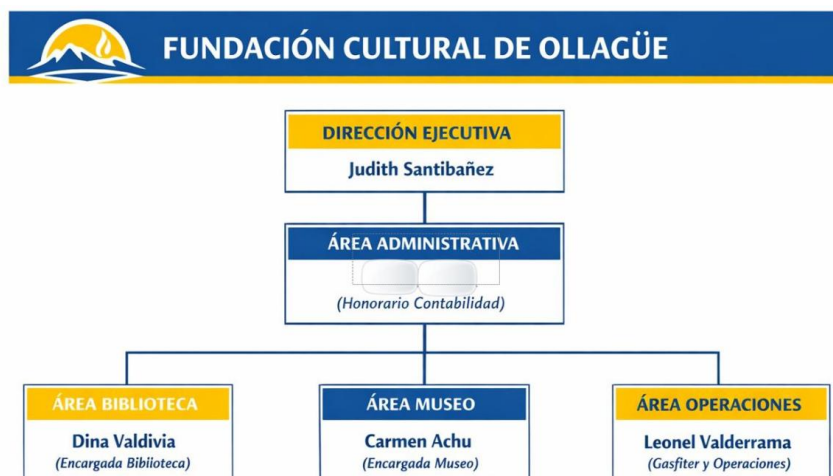 FUNDACIÓN CULTURAL DE OLLAGÜE
DIRECCIÓN EJECUTIVA
Judith Santibañez
ÁREA ADMINISTRATIVA
(Honorario Contabilidad)
ÁREA BIBLIOTECA
Dina Valdivia
(Encargada Bibiioteca)
ÁREA MUSEO
Carmen Achu
(Encargada Museo)
ÁREA OPERACIONES
Leonel Valderrama
(Gasfiter y Operaciones)